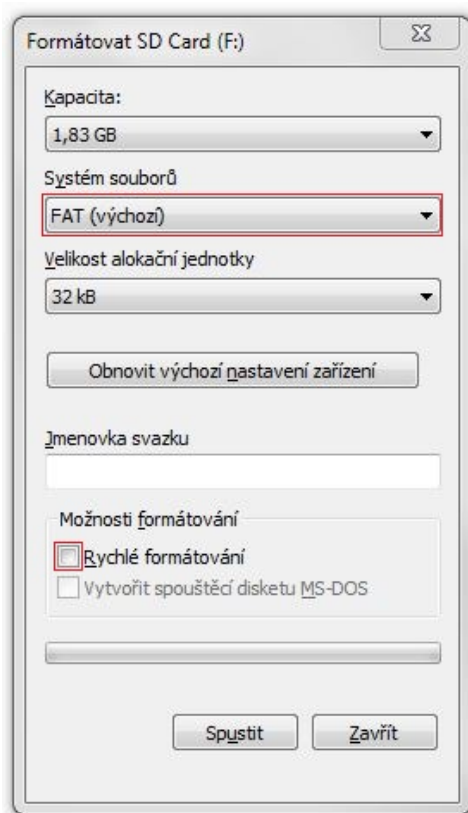 Formátovat SD Card (F:)
Kapacita:
1,83 GB
Systém souborů
FAT (výchozí)
Velikost alokační jednotky
32 kB
Obnovit výchozí nastavení zařízení
Jmenovka svazku
Možnosti formátování
Rychlé formátování
Vytvořit spouštěcí disketu MS-DOS
Spustit Zavřít